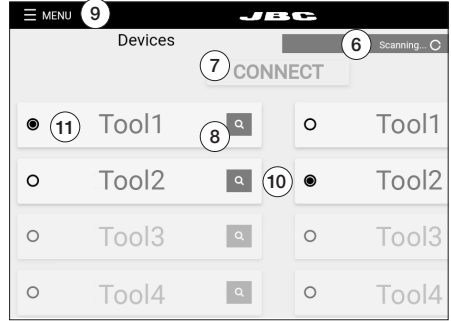 MENU 9 JBC
Devices 6 Scanning...
7 CONNECT
11 Tool1 8 Tool1
Tool2 10 Tool2
Tool3 Tool3
Tool4 Tool4